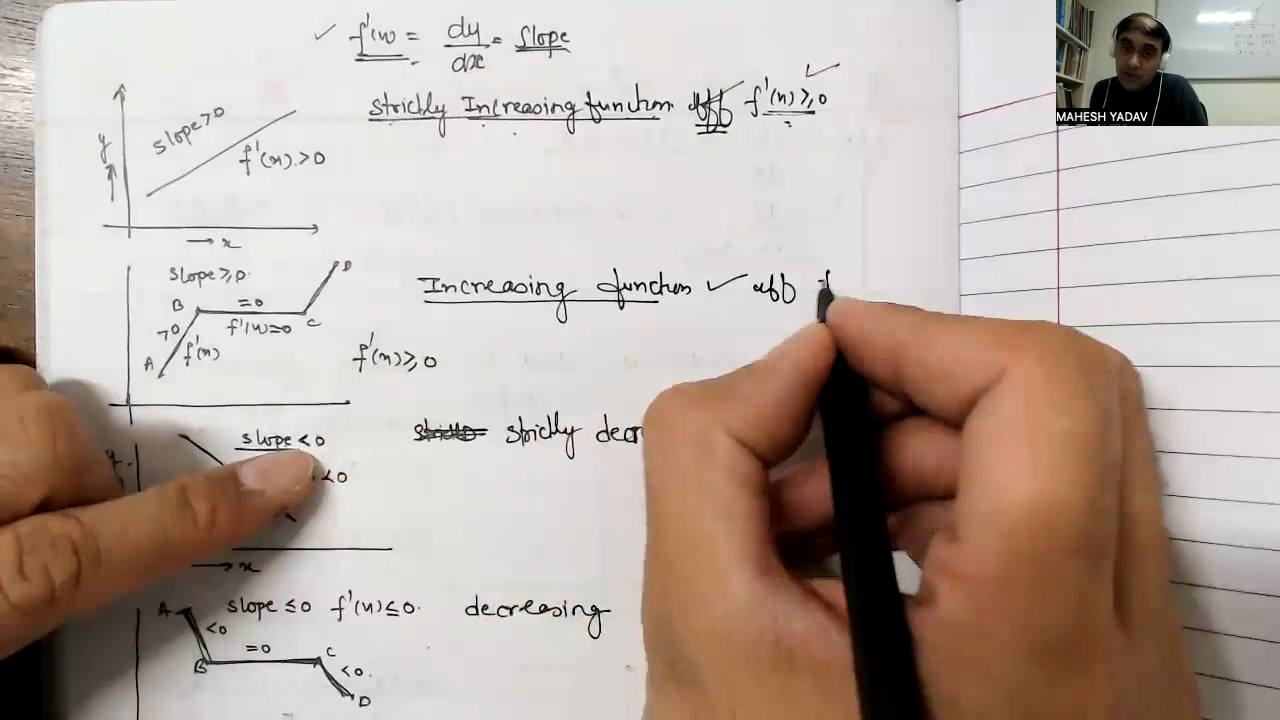 f'(x) = dy/dx = slope
MAHESH YADAV
strictly Increasing function iff f'(x) ≥ 0
slope > 0
f'(x) > 0
y
→ x
slope ≥ 0
D
B = 0 C
f'(x) = 0
> 0
A f'(x)
f'(x) ≥ 0
Increasing function ✓ iff f
y
slope < 0
< 0
strictly decr
→ x
A slope ≤ 0 f'(x) ≤ 0. decreasing
< 0
= 0
B C
< 0
D